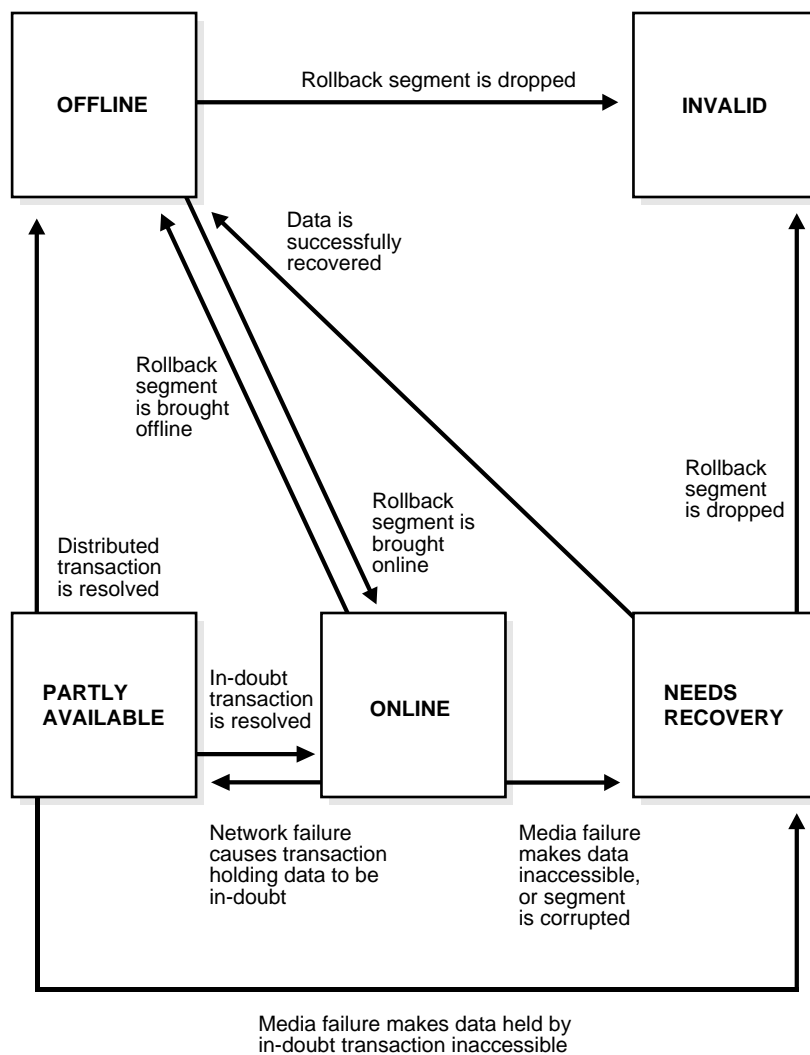 OFFLINE
Rollback segment is dropped
INVALID
Data is
successfully
recovered
Rollback
segment
is brought
offline
Rollback
segment is
brought
online
Rollback
segment
is dropped
Distributed
transaction
is resolved
PARTLY
AVAILABLE
In-doubt
transaction
is resolved
ONLINE
NEEDS
RECOVERY
Network failure
causes transaction
holding data to be
in-doubt
Media failure
makes data
inaccessible,
or segment
is corrupted
Media failure makes data held by
in-doubt transaction inaccessible